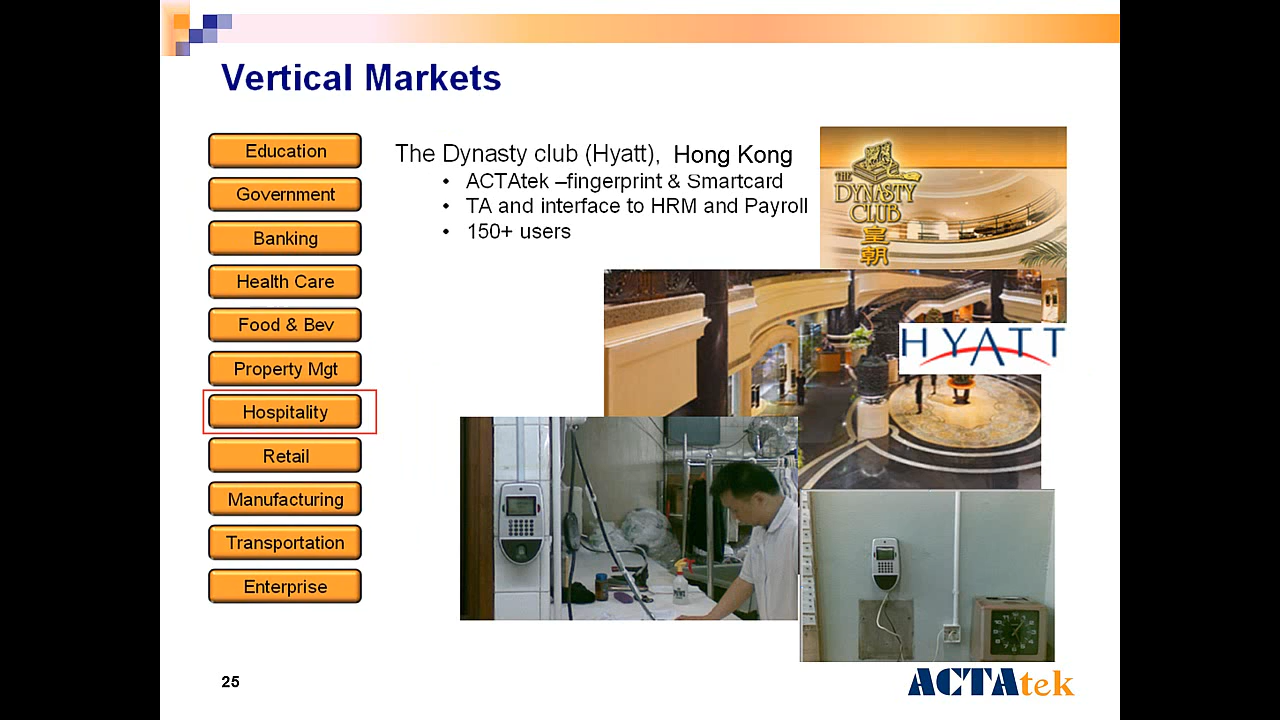 Vertical Markets
Education
Government
Banking
Health Care
Food & Bev
Property Mgt
Hospitality
Retail
Manufacturing
Transportation
Enterprise
The Dynasty club (Hyatt), Hong Kong
• ACTAtek –fingerprint & Smartcard
• TA and interface to HRM and Payroll
• 150+ users
THE
DYNASTY
CLUB
皇
朝
HYATT
25
ACTAtek